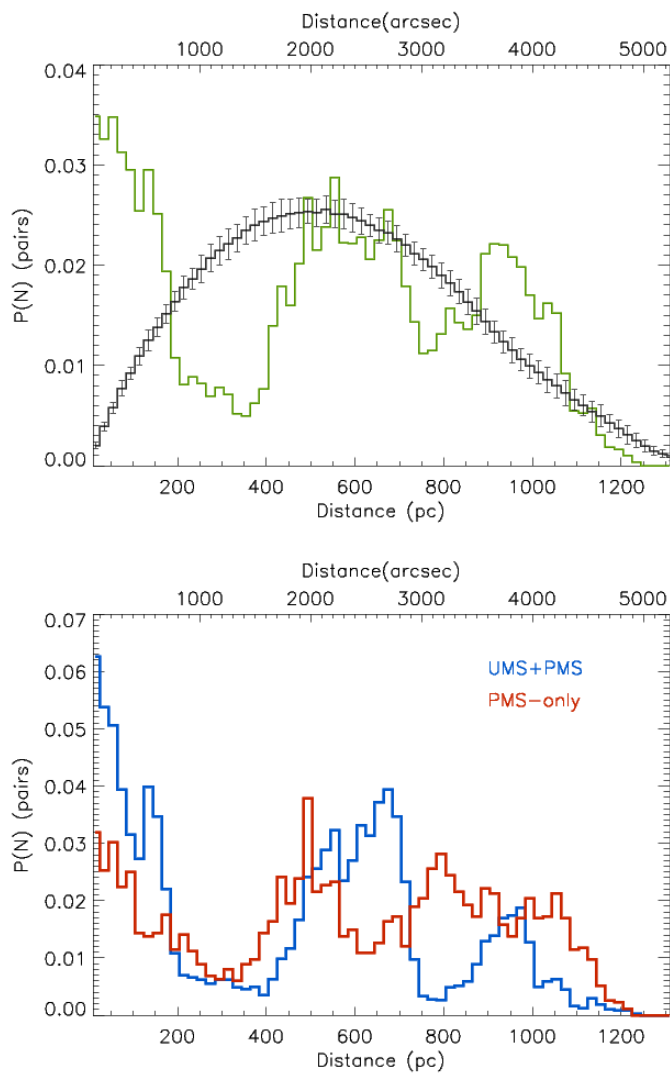 Distance(arcsec)
1000 2000 3000 4000 5000
0.04
0.03
0.02
0.01
0.00
P(N) (pairs)
200 400 600 800 1000 1200
Distance (pc)
Distance(arcsec)
1000 2000 3000 4000 5000
0.07
0.06
0.05
0.04
0.03
0.02
0.01
0.00
P(N) (pairs)
UMS+PMS
PMS-only
200 400 600 800 1000 1200
Distance (pc)